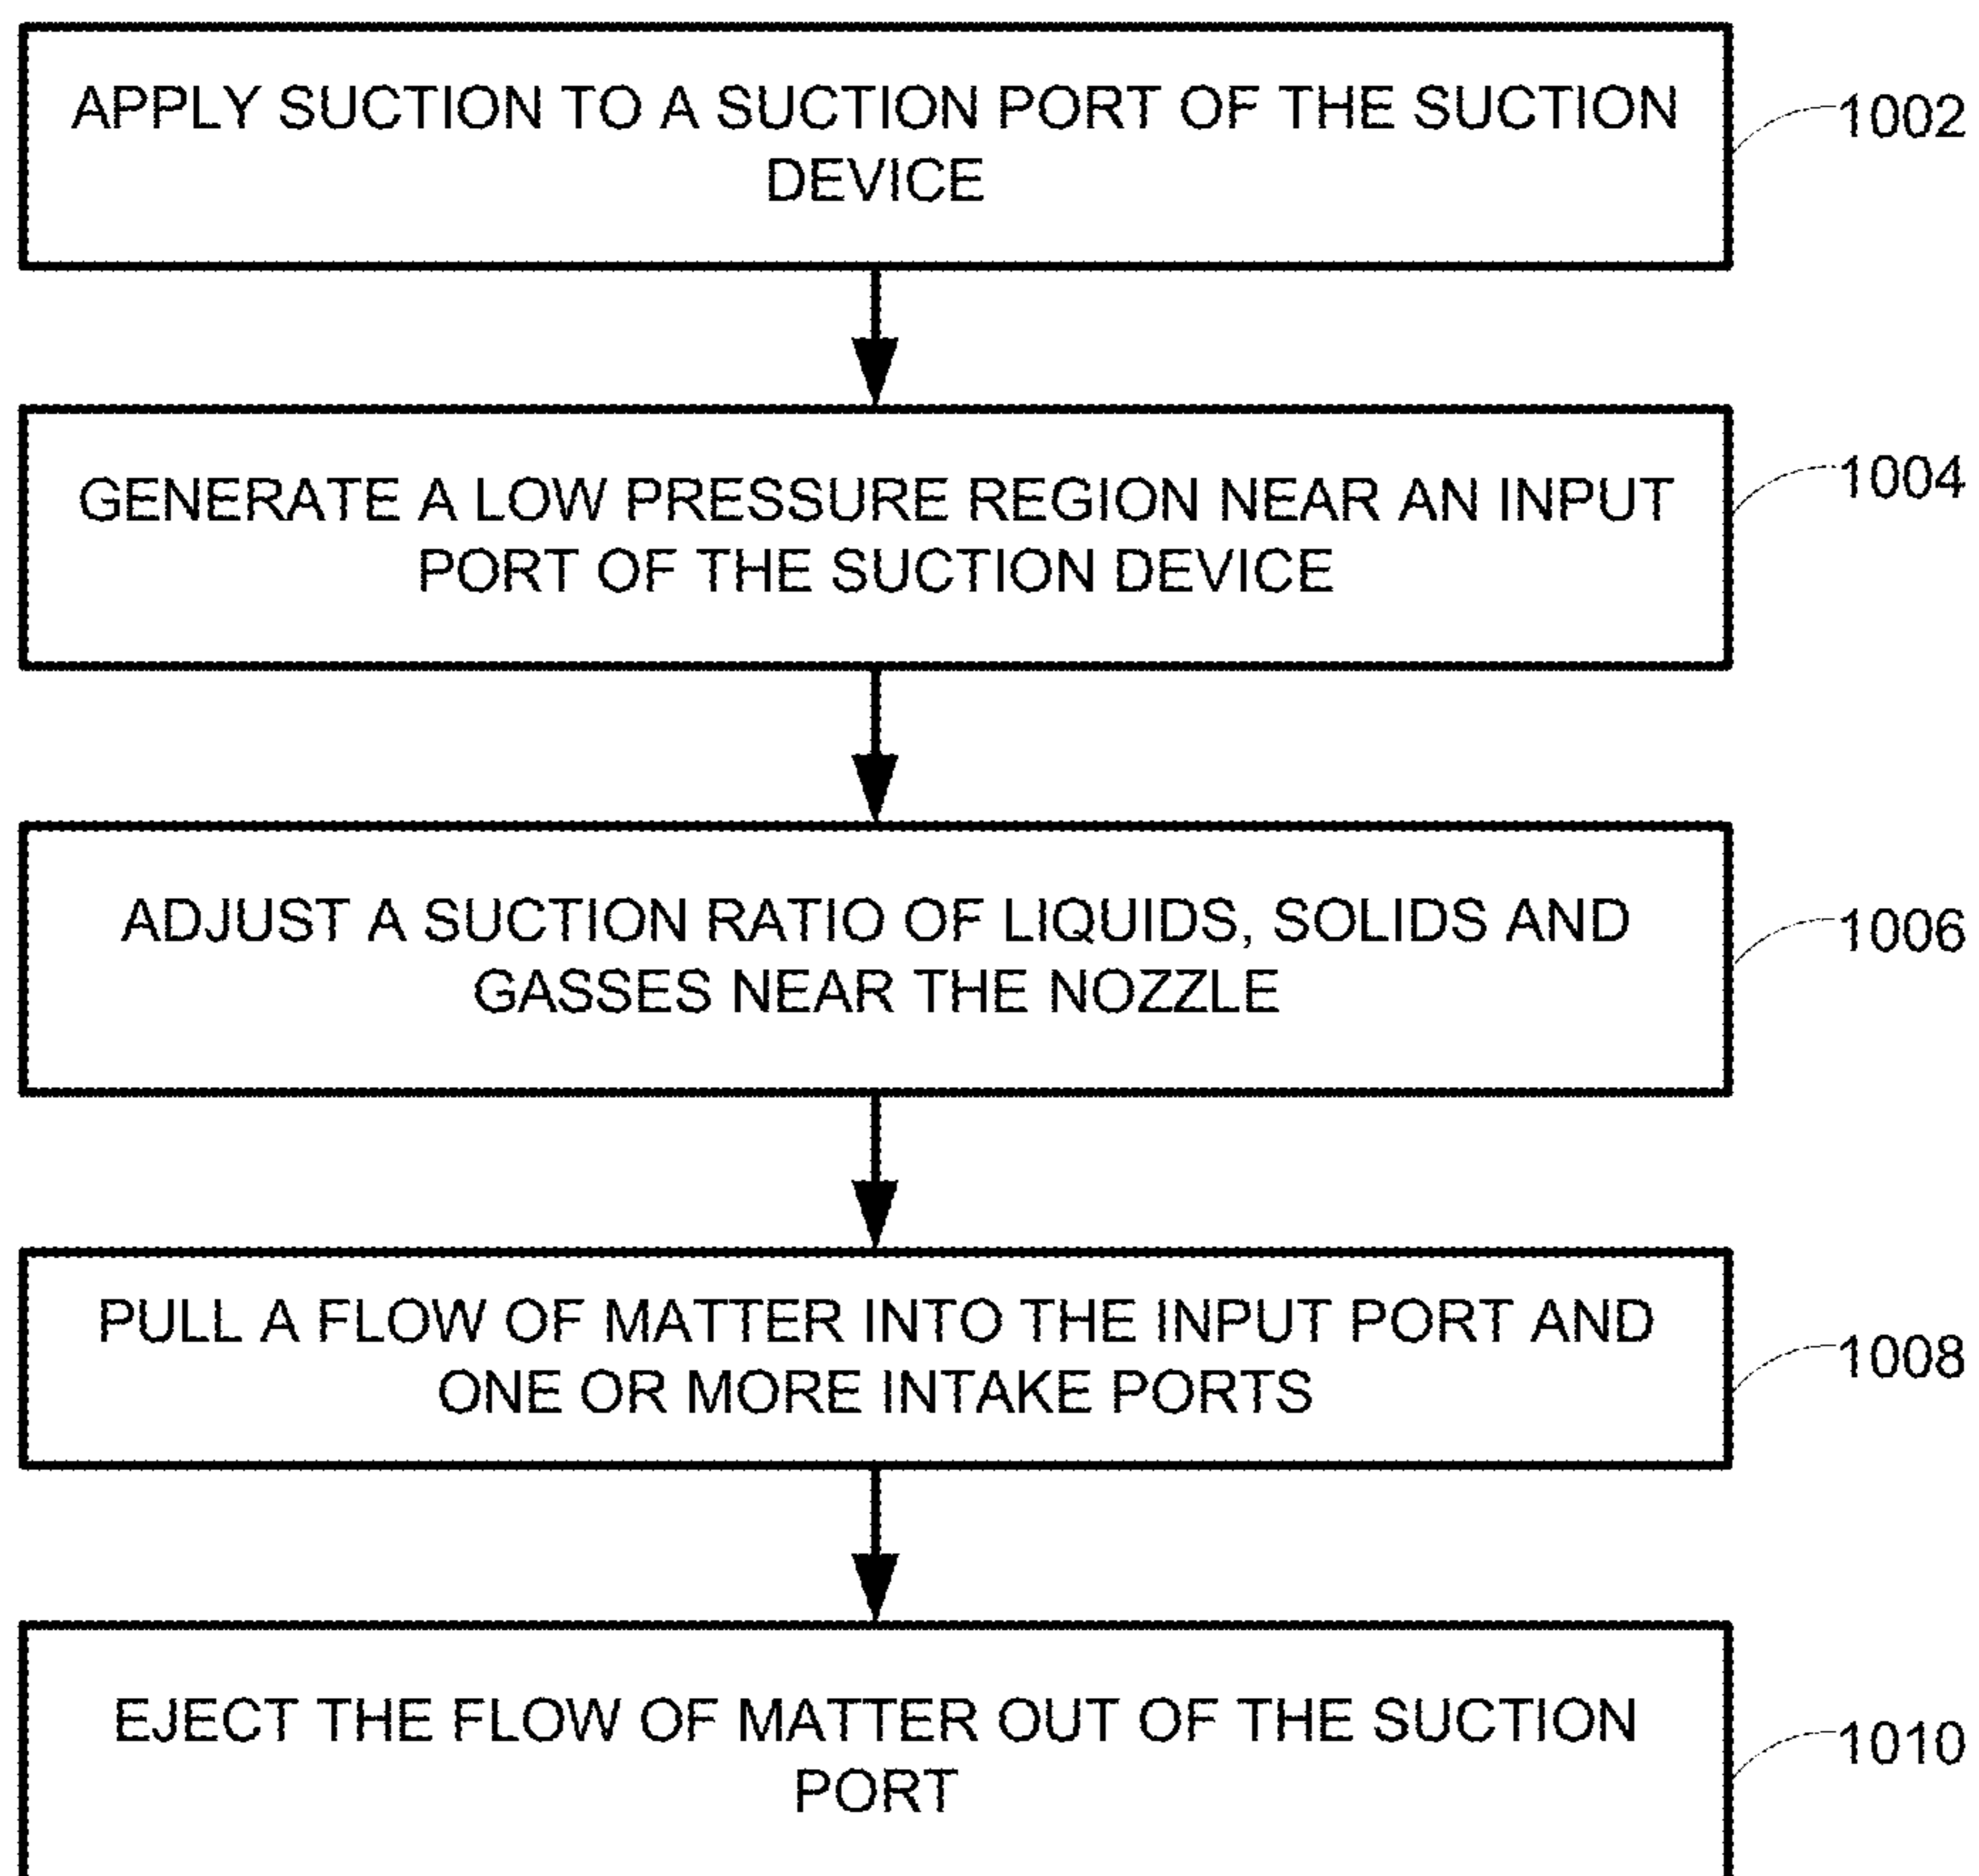 APPLY SUCTION TO A SUCTION PORT OF THE SUCTION
DEVICE
1002
GENERATE A LOW PRESSURE REGION NEAR AN INPUT
PORT OF THE SUCTION DEVICE
1004
ADJUST A SUCTION RATIO OF LIQUIDS, SOLIDS AND
GASSES NEAR THE NOZZLE
1006
PULL A FLOW OF MATTER INTO THE INPUT PORT AND
ONE OR MORE INTAKE PORTS
1008
EJECT THE FLOW OF MATTER OUT OF THE SUCTION
PORT
1010